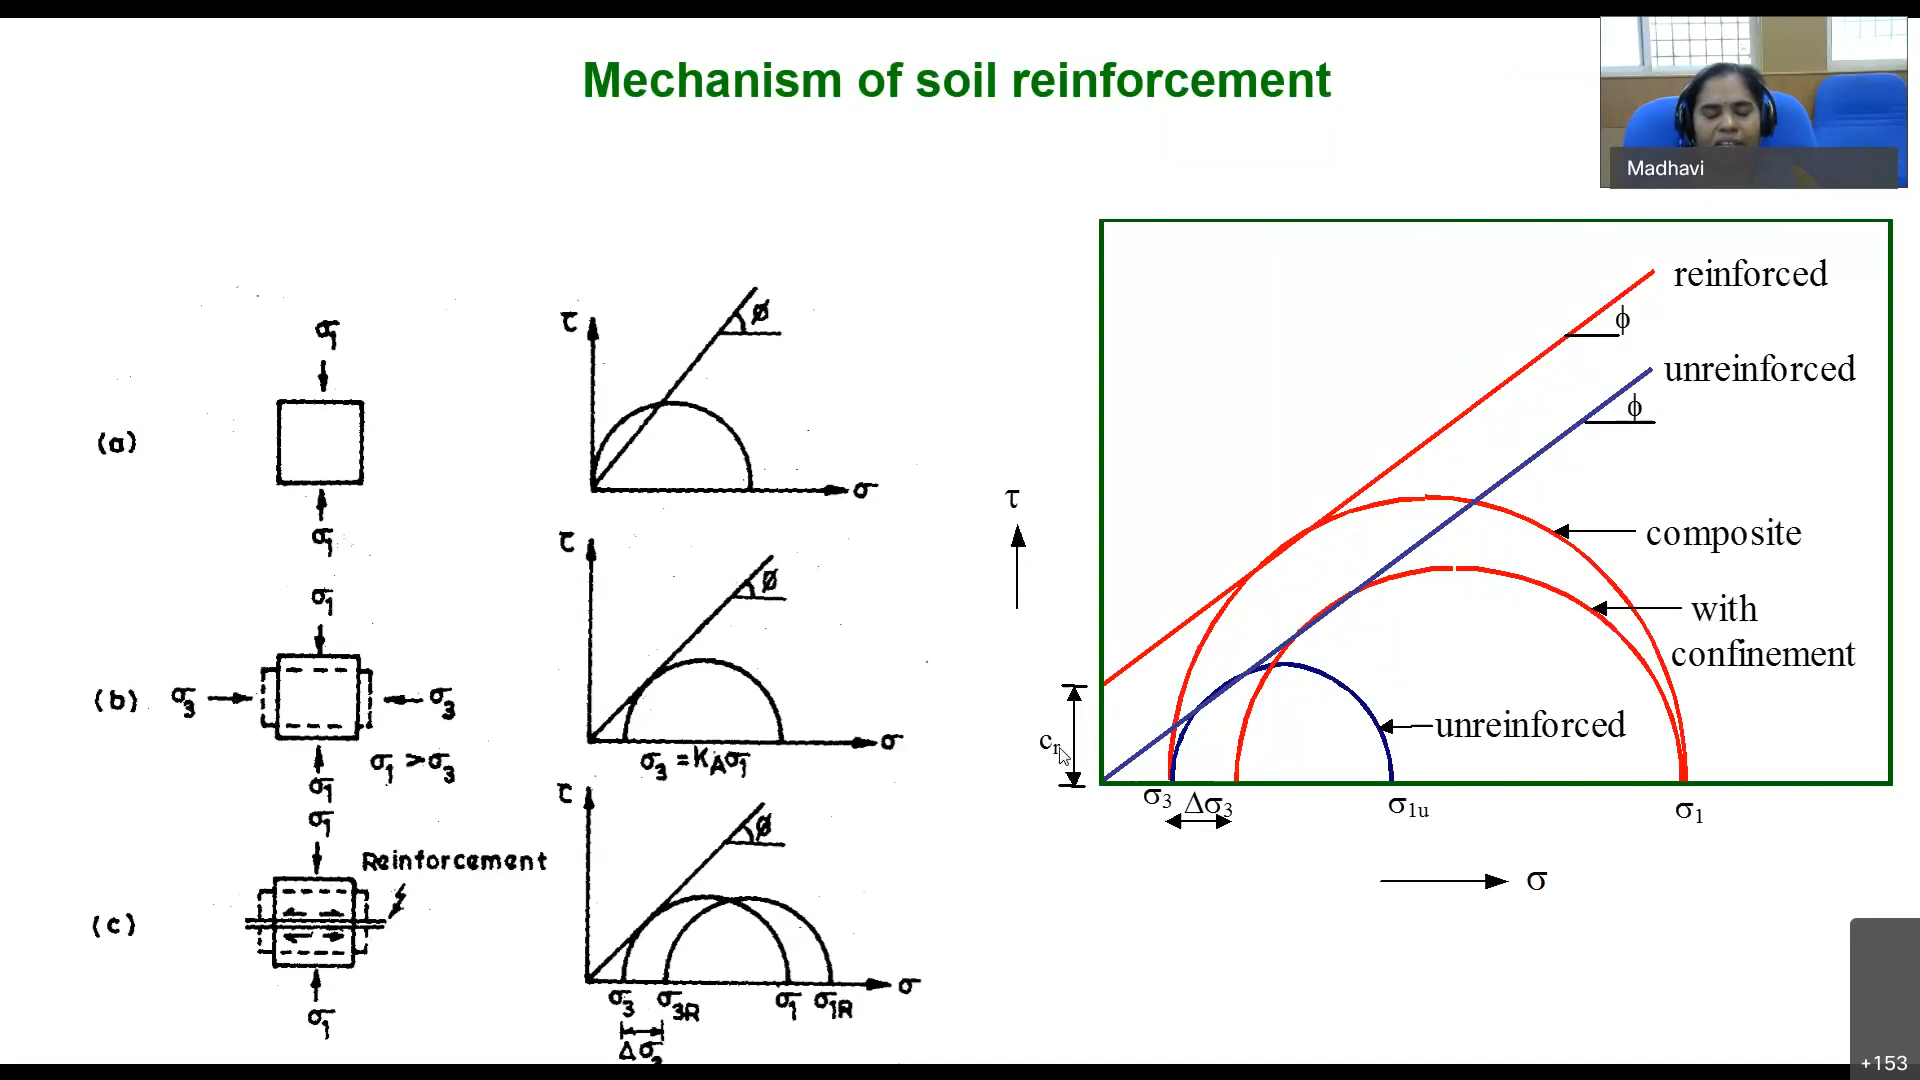 Mechanism of soil reinforcement
Madhavi
(a)
σ1
σ1
τ
Ø
σ
(b)
σ1
σ3
σ3
σ1 > σ3
σ1
τ
Ø
σ
σ3 = KAσ1
(c)
σ1
Reinforcement
σ1
τ
Ø
σ
σ3
σ3R
σ1
σ1R
Δσ3
reinforced
ϕ
unreinforced
ϕ
τ
composite
with
confinement
unreinforced
cr
σ3
Δσ3
σ1u
σ1
σ
+153